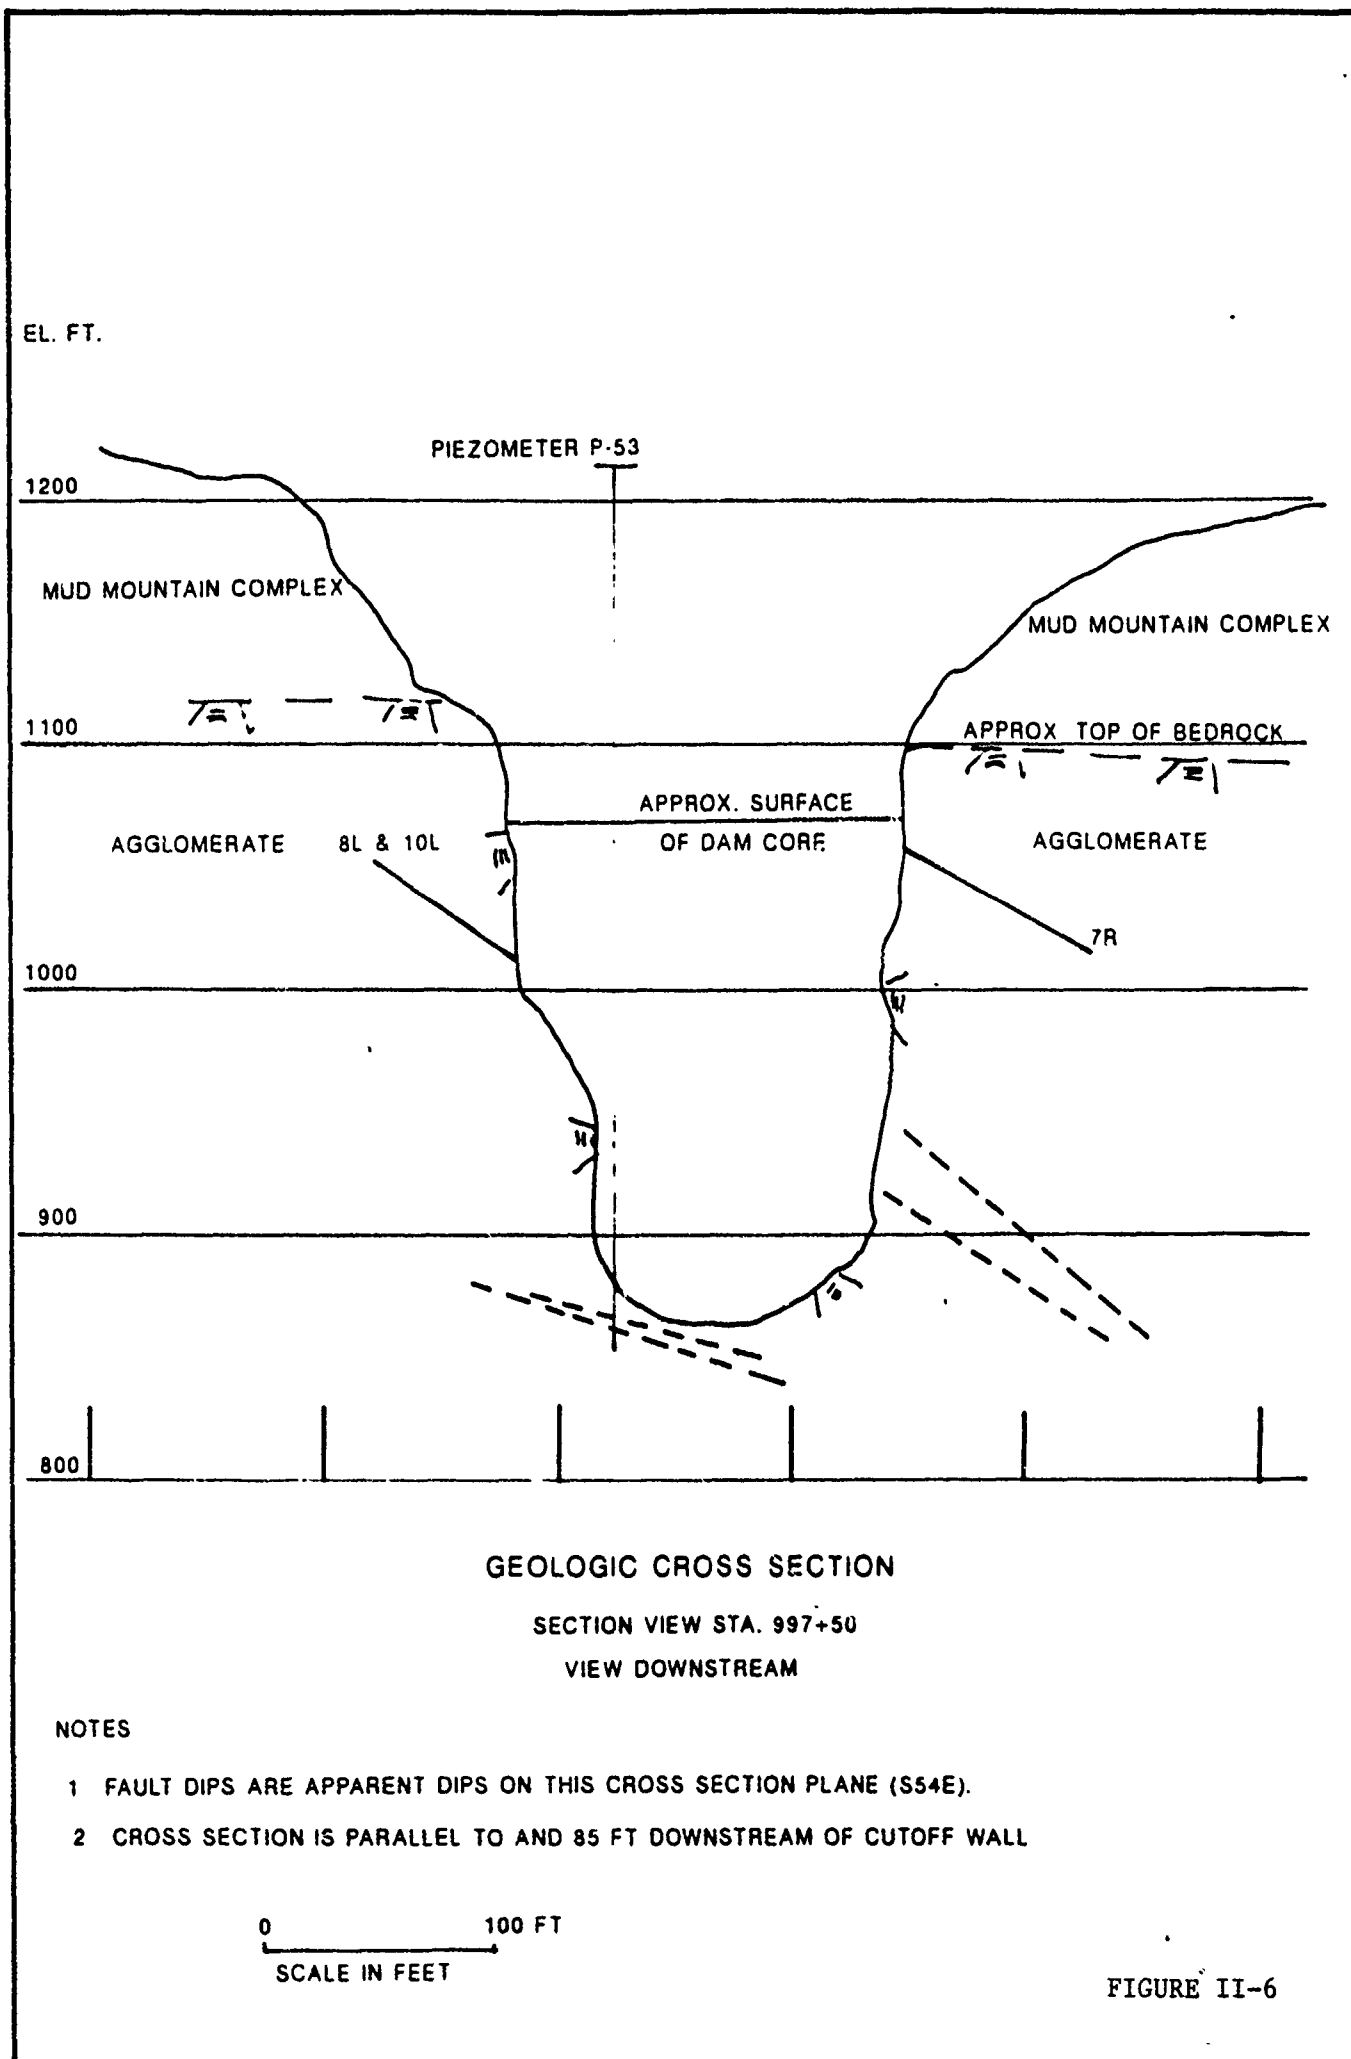 EL. FT.
PIEZOMETER P-53
1200
MUD MOUNTAIN COMPLEX
MUD MOUNTAIN COMPLEX
1100
APPROX TOP OF BEDROCK
APPROX. SURFACE
OF DAM CORE
AGGLOMERATE
8L & 10L
AGGLOMERATE
7R
1000
900
800
GEOLOGIC CROSS SECTION
SECTION VIEW STA. 997+50
VIEW DOWNSTREAM
NOTES
1 FAULT DIPS ARE APPARENT DIPS ON THIS CROSS SECTION PLANE (S54E).
2 CROSS SECTION IS PARALLEL TO AND 85 FT DOWNSTREAM OF CUTOFF WALL
0 100 FT
SCALE IN FEET
FIGURE II-6